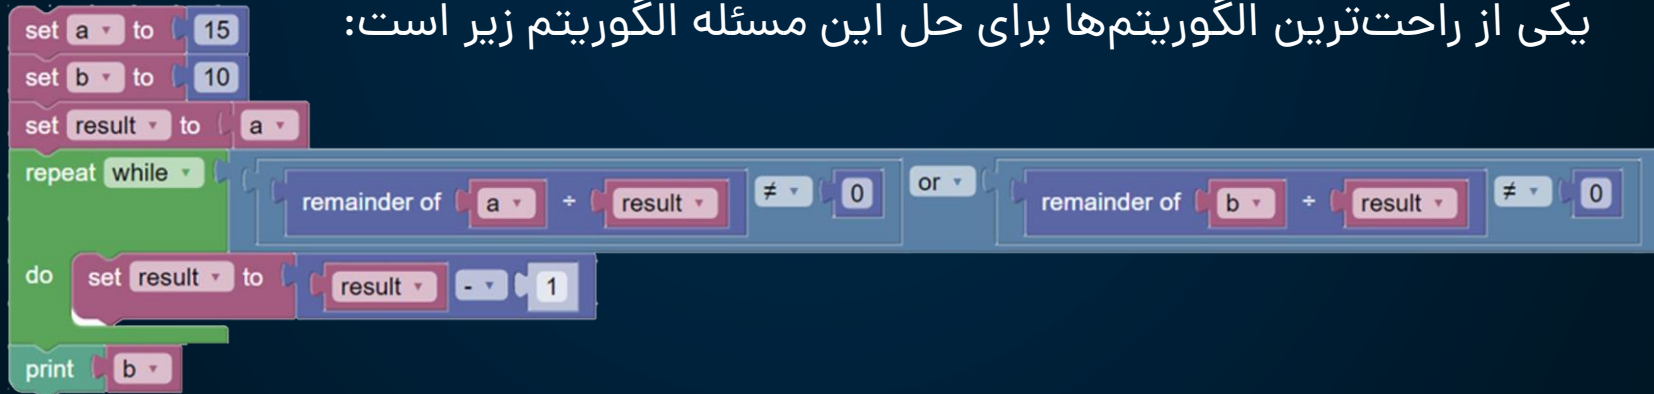 یکی از راحت‌ترین الگوریتم‌ها برای حل این مسئله الگوریتم زیر است:
set a to 15
set b to 10
set result to a
repeat while remainder of a ÷ result ≠ 0 or remainder of b ÷ result ≠ 0
do set result to result - 1
print b